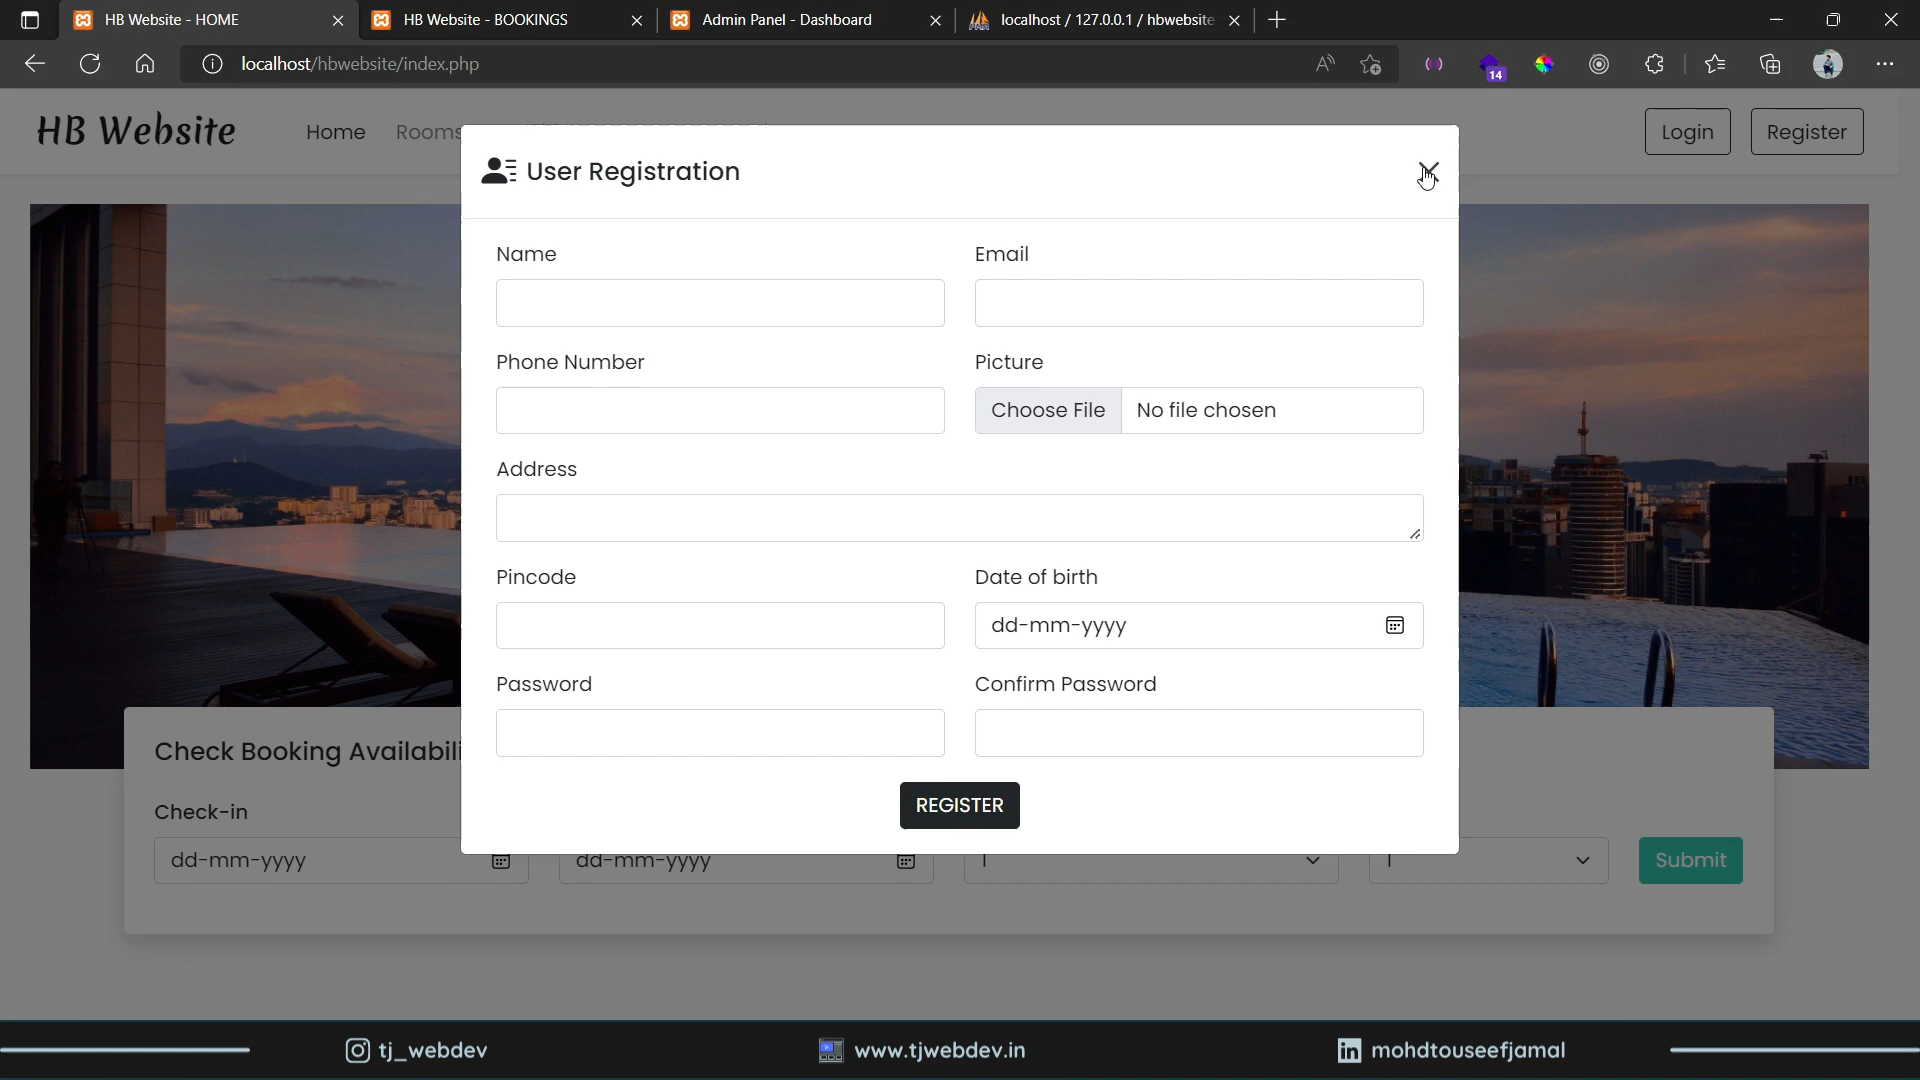 HB Website - HOME
HB Website - BOOKINGS
Admin Panel - Dashboard
localhost / 127.0.0.1 / hbwebsite
localhost/hbwebsite/index.php
14
HB Website
Home
Rooms
Login
Register
User Registration
Name
Email
Phone Number
Picture
Choose File
No file chosen
Address
Pincode
Date of birth
dd-mm-yyyy
Password
Confirm Password
REGISTER
Check Booking Availabili
Check-in
dd-mm-yyyy
dd-mm-yyyy
1
1
Submit
tj_webdev
www.tjwebdev.in
mohdtouseefjamal